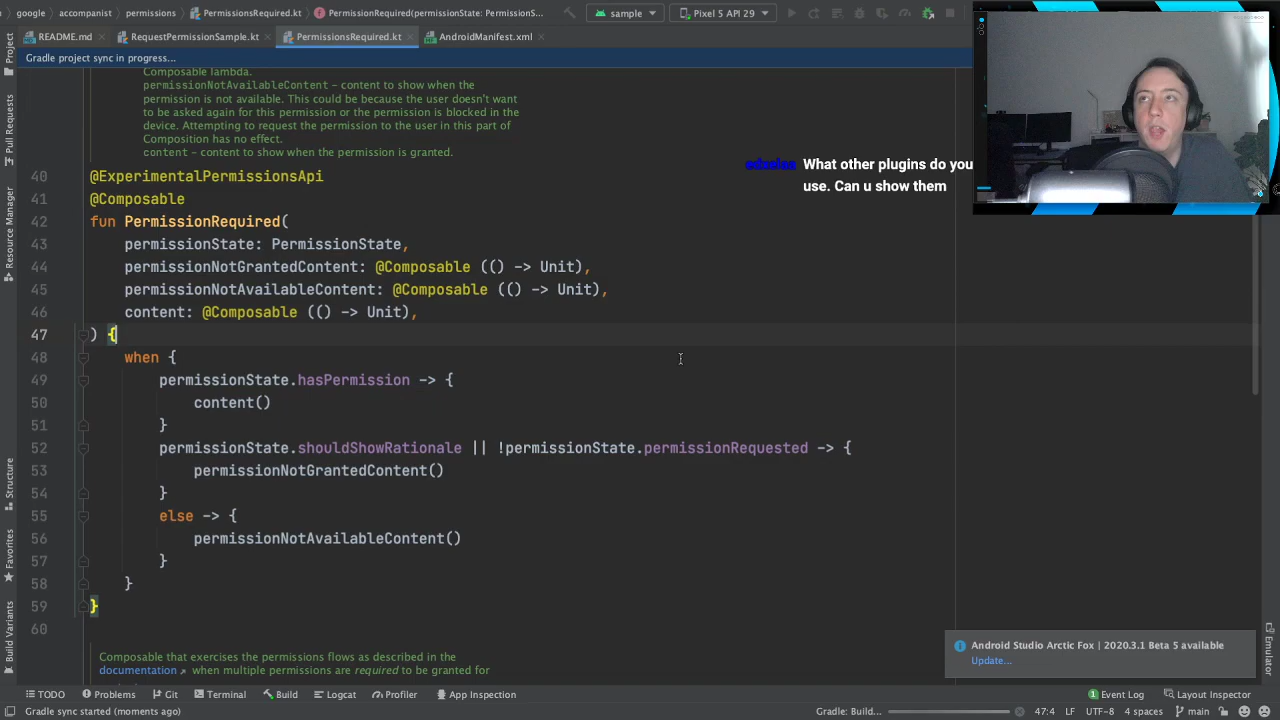 google
accompanist
permissions
PermissionsRequired.kt
PermissionRequired(permissionState: PermissionS...
sample
Pixel 5 API 29
README.md
RequestPermissionSample.kt
PermissionsRequired.kt
AndroidManifest.xml
Gradle project sync in progress...
Composable lambda.
permissionNotAvailableContent – content to show when the
permission is not available. This could be because the user doesn't want
to be asked again for this permission or the permission is blocked in the
device. Attempting to request the permission to the user in this part of
Composition has no effect.
content – content to show when the permission is granted.
What other plugins do you
use. Can u show them
40 @ExperimentalPermissionsApi
41 @Composable
42 fun PermissionRequired(
43 permissionState: PermissionState,
44 permissionNotGrantedContent: @Composable (() -> Unit),
45 permissionNotAvailableContent: @Composable (() -> Unit),
46 content: @Composable (() -> Unit),
47 ) {
48 when {
49 permissionState.hasPermission -> {
50 content()
51 }
52 permissionState.shouldShowRationale || !permissionState.permissionRequested -> {
53 permissionNotGrantedContent()
54 }
55 else -> {
56 permissionNotAvailableContent()
57 }
58 }
59 }
60
Composable that exercises the permissions flows as described in the
documentation when multiple permissions are required to be granted for
Project
Pull Requests
Resource Manager
Structure
Favorites
Build Variants
Emulator
Android Studio Arctic Fox | 2020.3.1 Beta 5 available
Update...
TODO
Problems
Git
Terminal
Build
Logcat
Profiler
App Inspection
Event Log
Layout Inspector
Gradle sync started (moments ago)
Gradle: Build...
47:4
LF
UTF-8
4 spaces
main